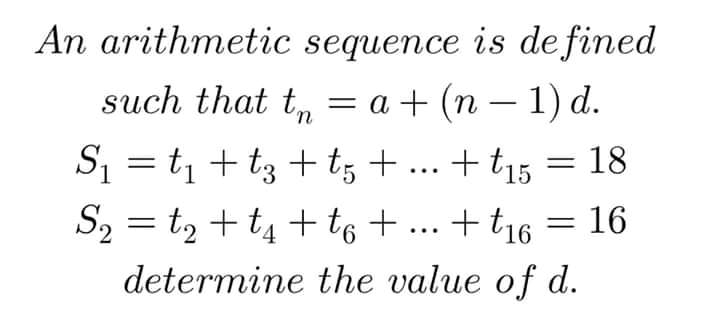 An arithmetic sequence is defined
such that tₙ = a + (n − 1) d.
S₁ = t₁ + t₃ + t₅ + ... + t₁₅ = 18
S₂ = t₂ + t₄ + t₆ + ... + t₁₆ = 16
determine the value of d.